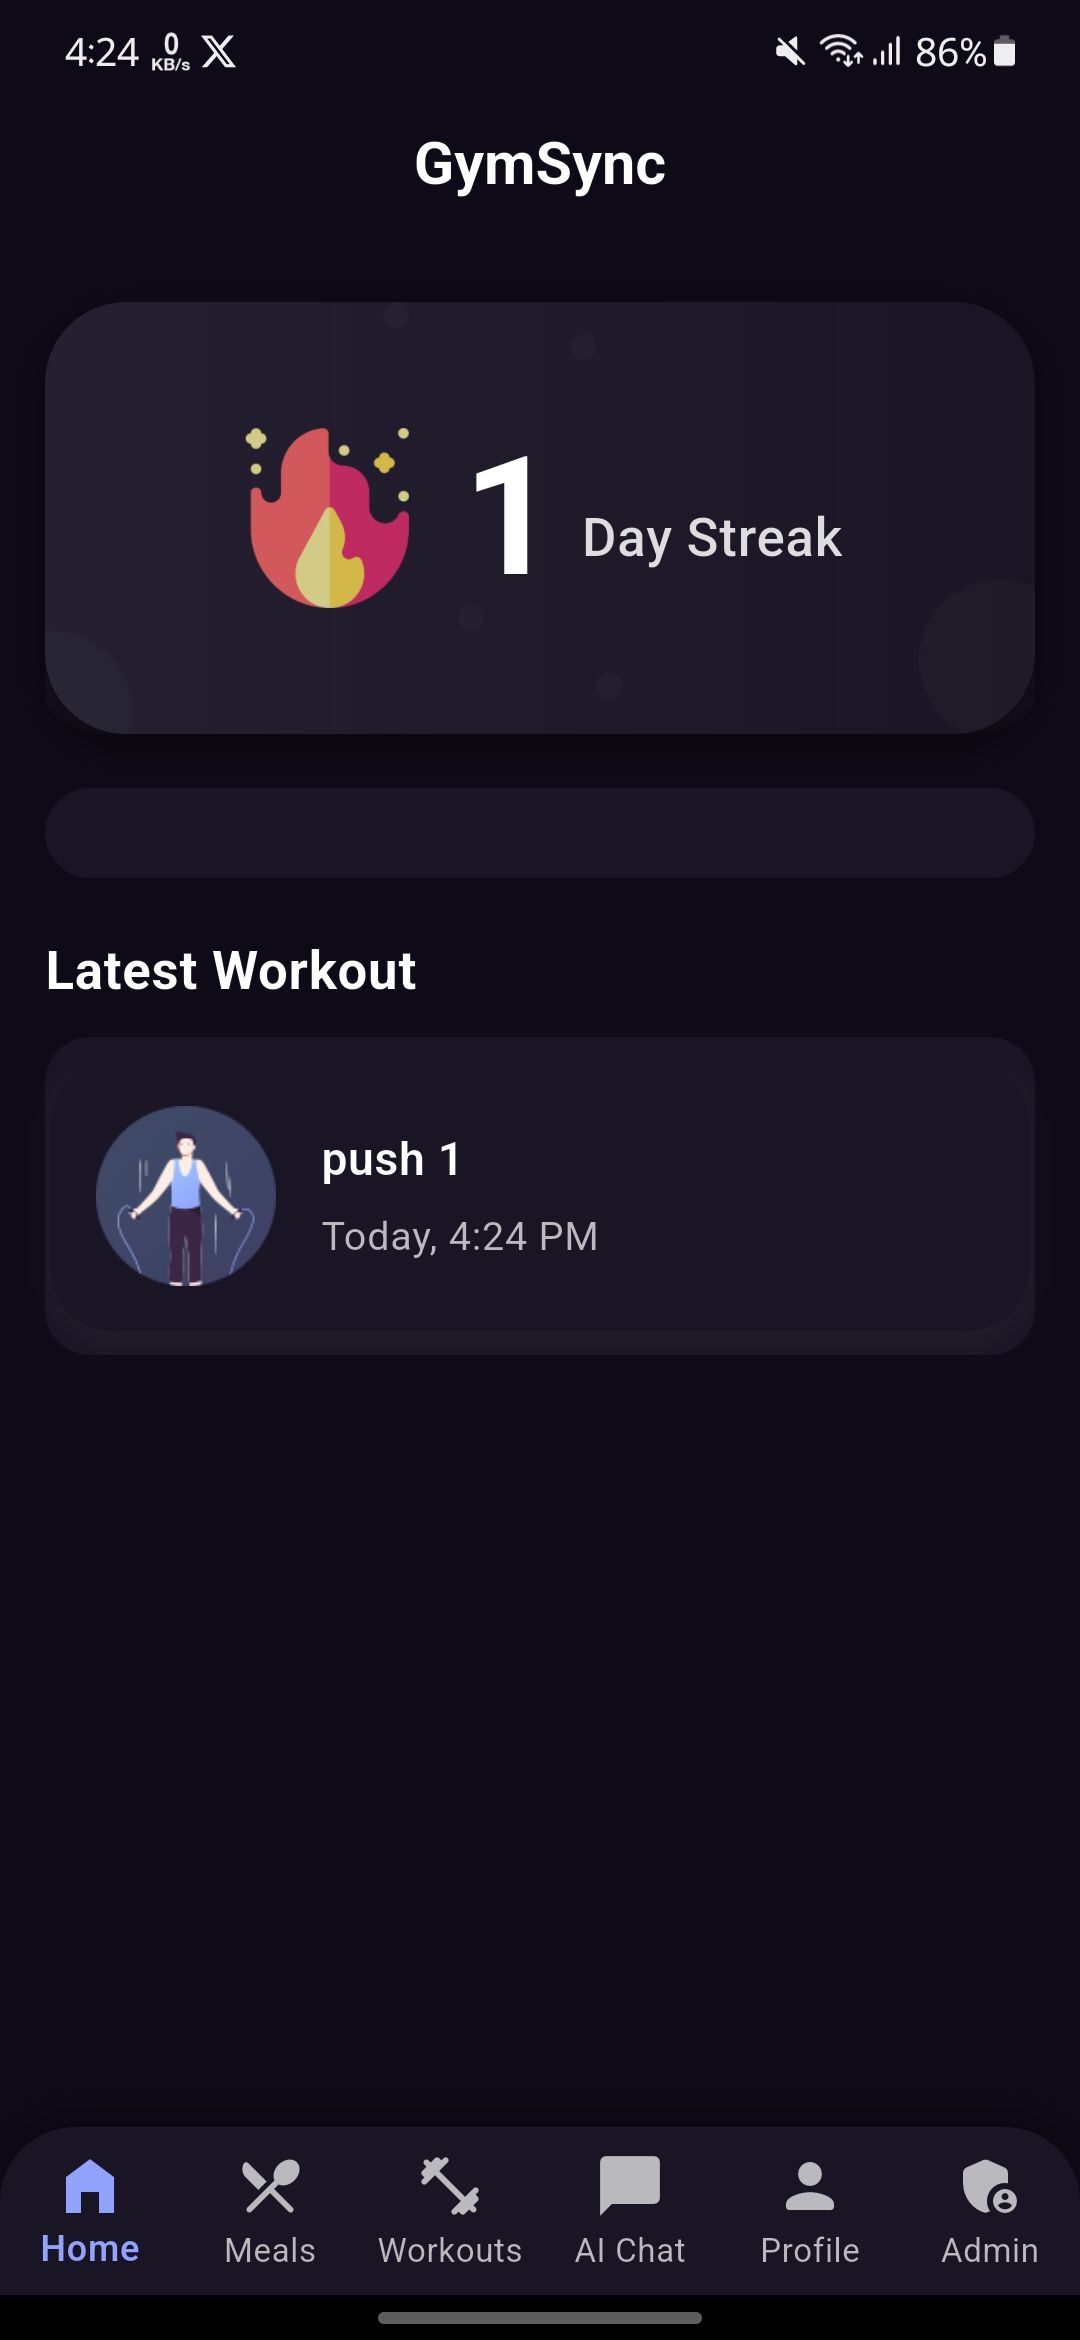 4:24 0 KB/s 86%
GymSync
1 Day Streak
Latest Workout
push 1
Today, 4:24 PM
Home Meals Workouts AI Chat Profile Admin